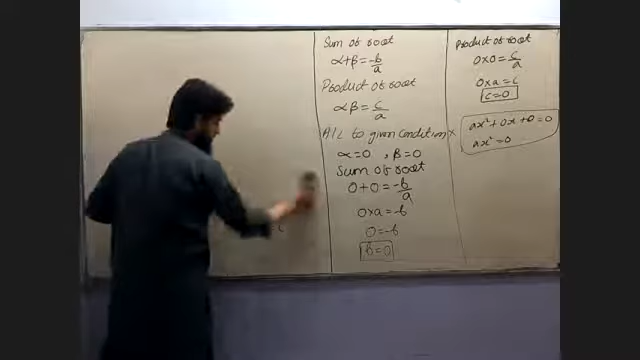 Sum of root
α+β = -b/a
Product of root
αβ = c/a
A/c to given condition
α=0 , β=0
Sum of root
0+0 = -b/a
0×a = -b
0 = -b
b=0
Product of root
0×0 = c/a
0×a = c
c=0
ax²+0x+0=0
ax²=0